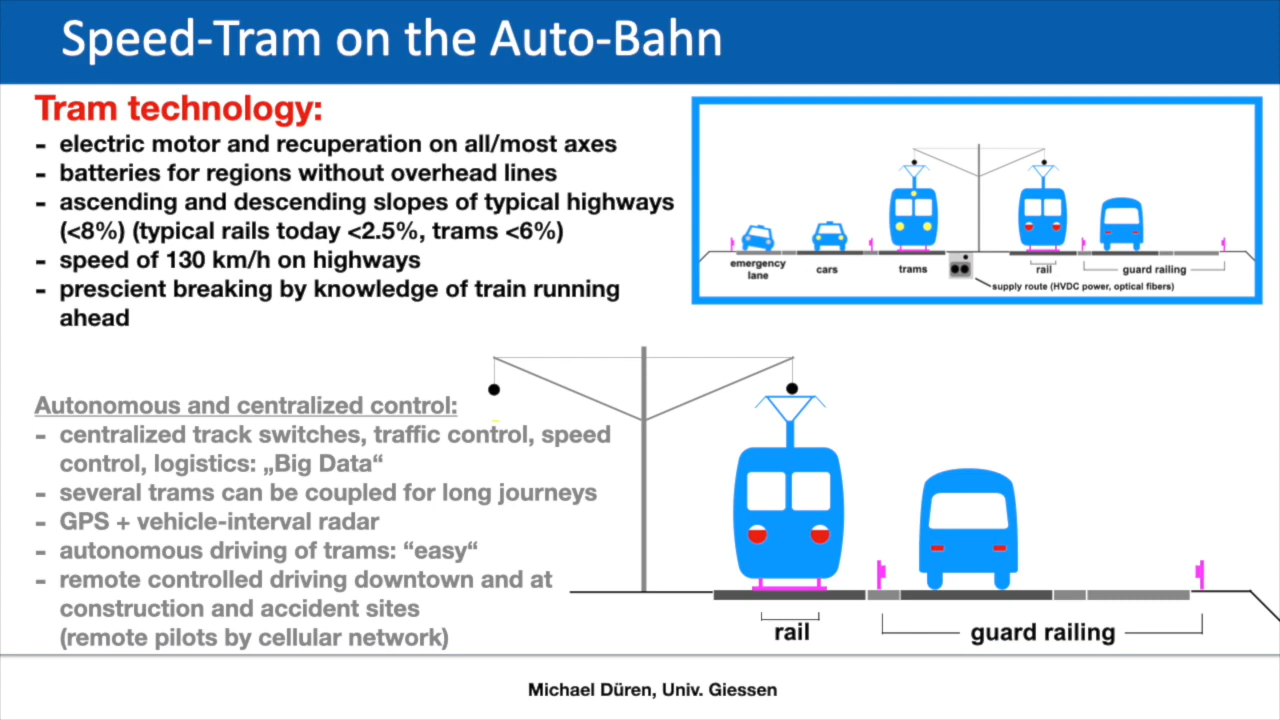 Speed-Tram on the Auto-Bahn
Tram technology:
- electric motor and recuperation on all/most axes
- batteries for regions without overhead lines
- ascending and descending slopes of typical highways
(<8%) (typical rails today <2.5%, trams <6%)
- speed of 130 km/h on highways
- prescient breaking by knowledge of train running
ahead
emergency
lane
cars
trams
rail
guard railing
supply route (HVDC power, optical fibers)
Autonomous and centralized control:
- centralized track switches, traffic control, speed
control, logistics: „Big Data“
- several trams can be coupled for long journeys
- GPS + vehicle-interval radar
- autonomous driving of trams: “easy“
- remote controlled driving downtown and at
construction and accident sites
(remote pilots by cellular network)
rail
guard railing
Michael Düren, Univ. Giessen